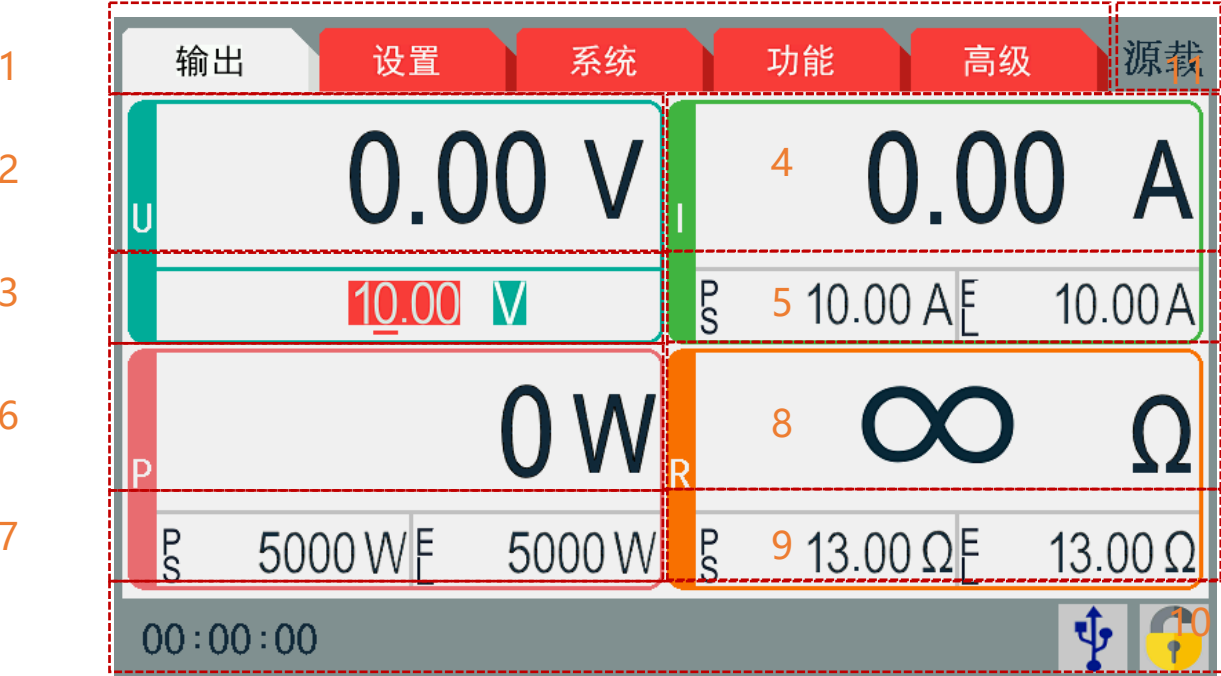 1 输出 设置 系统 功能 高级 源载 11
2 U 0.00 V I 4 0.00 A
3 10.00 V PS 5 10.00 A EL 10.00 A
6 P 0 W R 8 ∞ Ω
7 PS 5000 W EL 5000 W PS 9 13.00 Ω EL 13.00 Ω
00:00:00 10